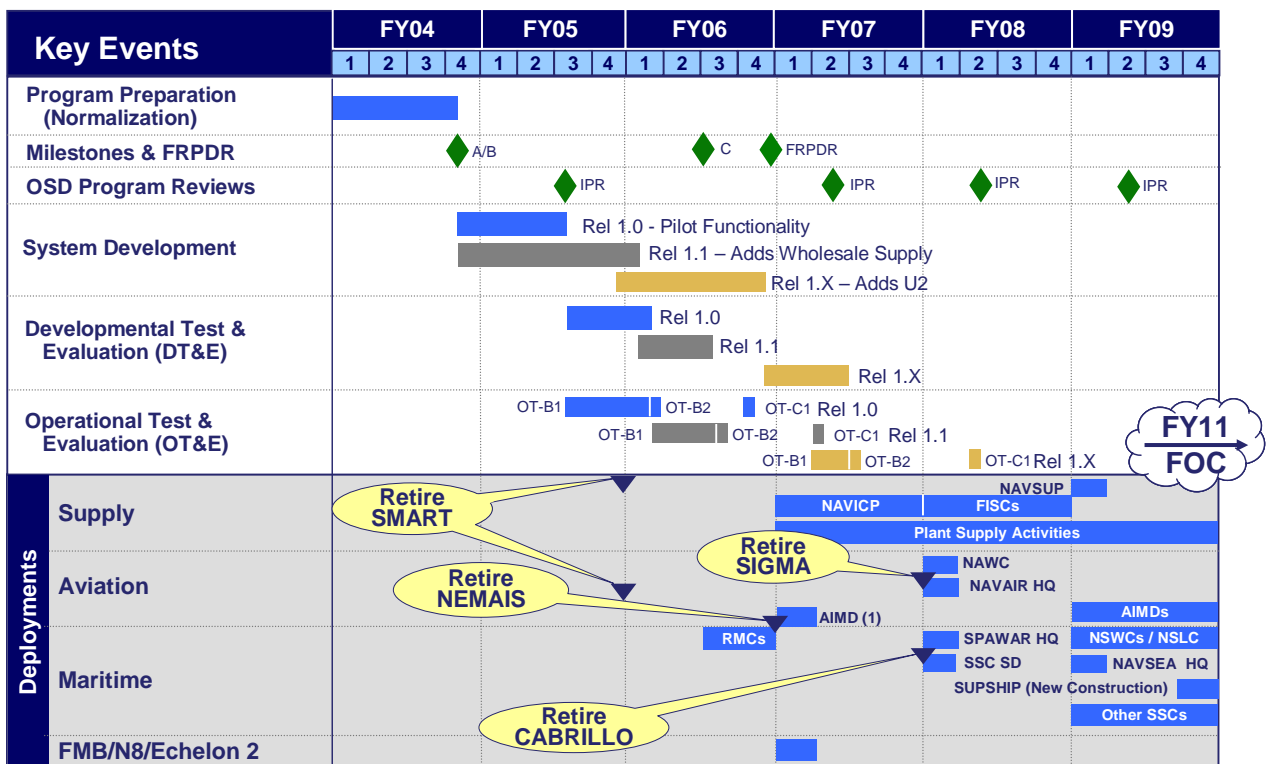 Key Events
FY04 FY05 FY06 FY07 FY08 FY09
1 2 3 4 1 2 3 4 1 2 3 4 1 2 3 4 1 2 3 4 1 2 3 4
Program Preparation
(Normalization)
Milestones & FRPDR
A/B
C
FRPDR
OSD Program Reviews
IPR
IPR
IPR
IPR
System Development
Rel 1.0 - Pilot Functionality
Rel 1.1 – Adds Wholesale Supply
Rel 1.X – Adds U2
Developmental Test &
Evaluation (DT&E)
Rel 1.0
Rel 1.1
Rel 1.X
Operational Test &
Evaluation (OT&E)
OT-B1 OT-B2 OT-C1 Rel 1.0
OT-B1 OT-B2 OT-C1 Rel 1.1
OT-B1 OT-B2 OT-C1 Rel 1.X
FY11
FOC
Deployments
Supply
Retire
SMART
NAVSUP
NAVICP FISCs
Plant Supply Activities
Aviation
Retire
SIGMA
NAWC
Retire
NEMAIS
NAVAIR HQ
AIMD (1)
AIMDs
Maritime
RMCs
SPAWAR HQ
NSWCs / NSLC
SSC SD
NAVSEA HQ
SUPSHIP (New Construction)
Retire
CABRILLO
Other SSCs
FMB/N8/Echelon 2